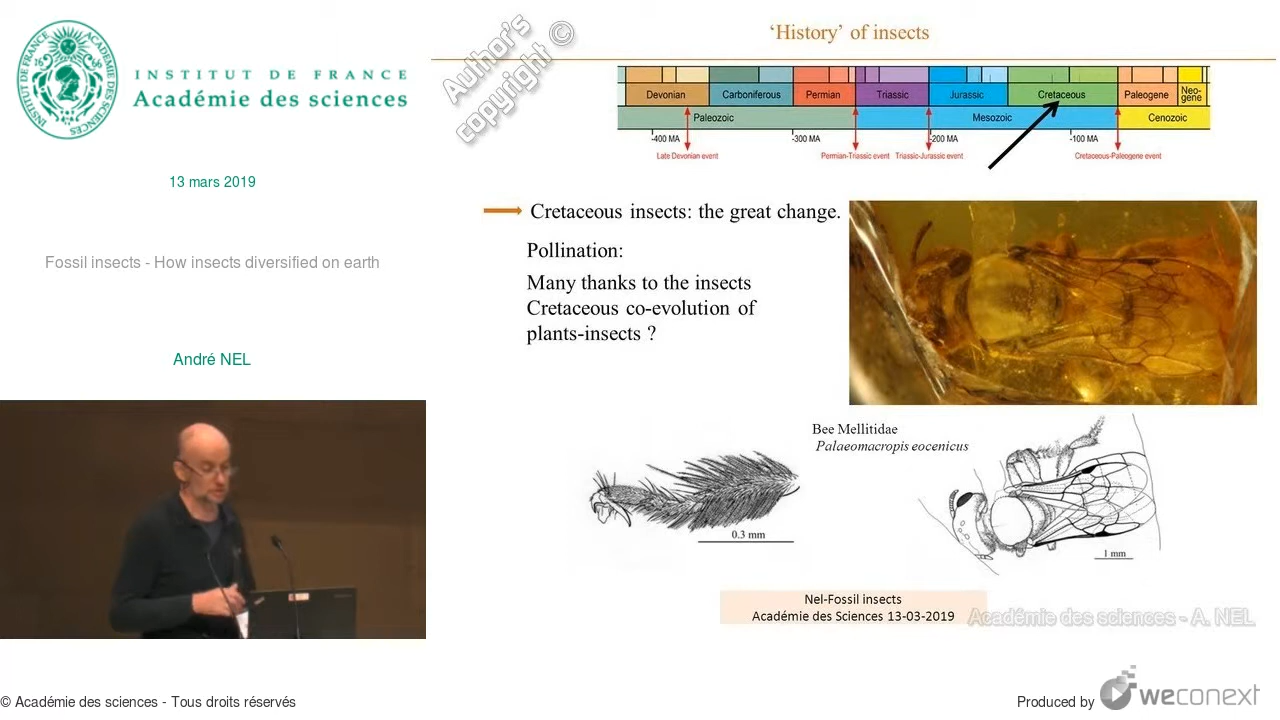 INSTITUT DE FRANCE
Académie des sciences
13 mars 2019
Fossil insects - How insects diversified on earth
André NEL
Author's
copyright ©
‘History’ of insects
Devonian
Carboniferous
Permian
Triassic
Jurassic
Cretaceous
Paleogene
Neo-
gene
Paleozoic
Mesozoic
Cenozoic
-400 MA
-300 MA
-200 MA
-100 MA
Late Devonian event
Permian-Triassic event
Triassic-Jurassic event
Cretaceous-Paleogene event
Cretaceous insects: the great change.
Pollination:
Many thanks to the insects
Cretaceous co-evolution of
plants-insects ?
Bee Mellitidae
Palaeomacropis eocenicus
0.3 mm
1 mm
Nel-Fossil insects
Académie des Sciences 13-03-2019
Académie des sciences - A. NEL
© Académie des sciences - Tous droits réservés
Produced by
weconext